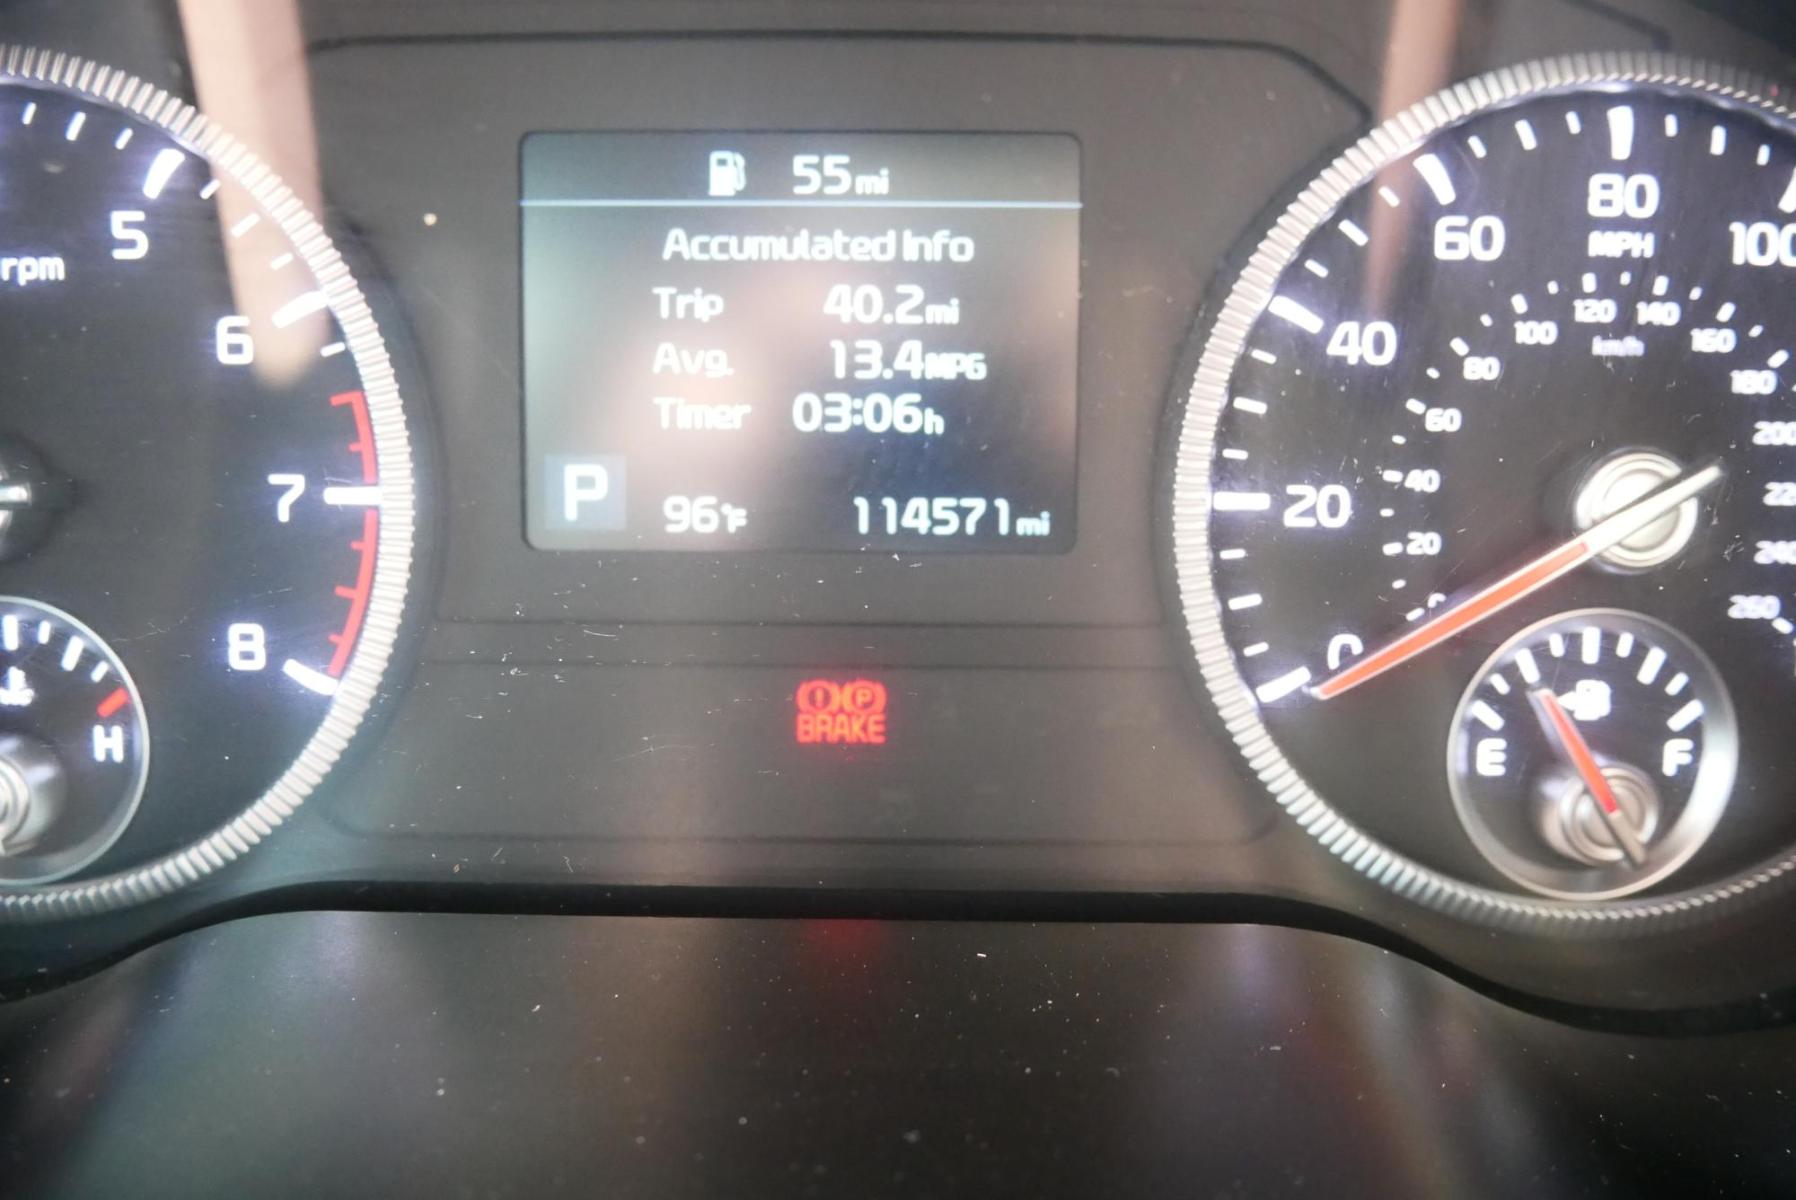 55mi
Accumulated Info
Trip 40.2mi
Avg. 13.4MPG
Timer 03:06h
P 96°F 114571mi
BRAKE
P
rpm
5
6
7
8
H
0
20
40
60
80
100
MPH
0
20
40
60
80
100
120
140
160
180
200
240
260
km/h
E
F